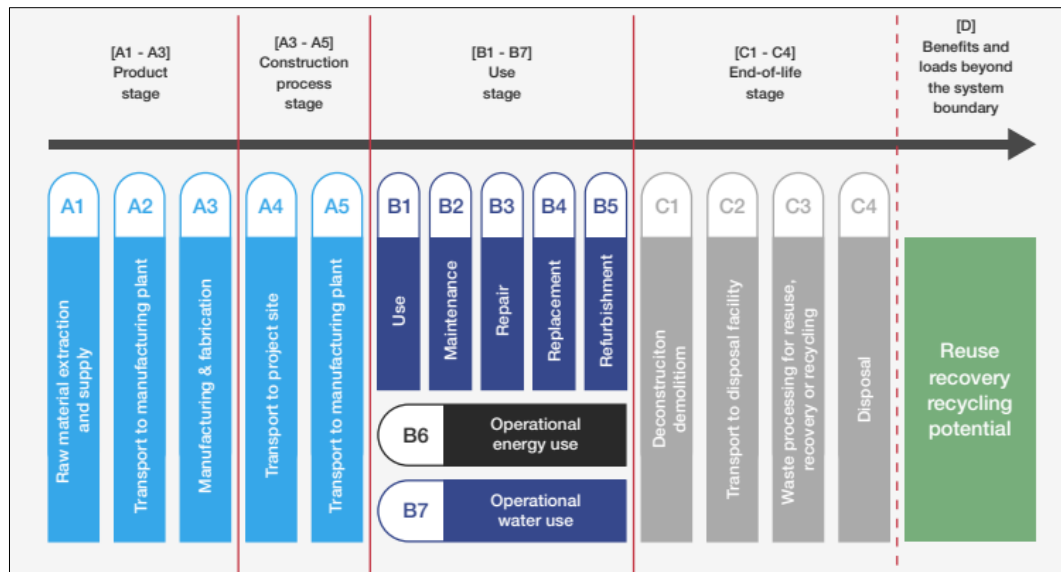 [A1 - A3]
Product
stage
[A3 - A5]
Construction
process
stage
[B1 - B7]
Use
stage
[C1 - C4]
End-of-life
stage
[D]
Benefits and
loads beyond
the system
boundary
A1
A2
A3
A4
A5
B1
B2
B3
B4
B5
C1
C2
C3
C4
Raw material extraction
and supply
Transport to manufacturing plant
Manufacturing & fabrication
Transport to project site
Transport to manufacturing plant
Use
Maintenance
Repair
Replacement
Refurbishment
B6
Operational
energy use
B7
Operational
water use
Deconstruciton
demolitiom
Transport to disposal facility
Waste processing for resuse,
recovery or recycling
Disposal
Reuse
recovery
recycling
potential